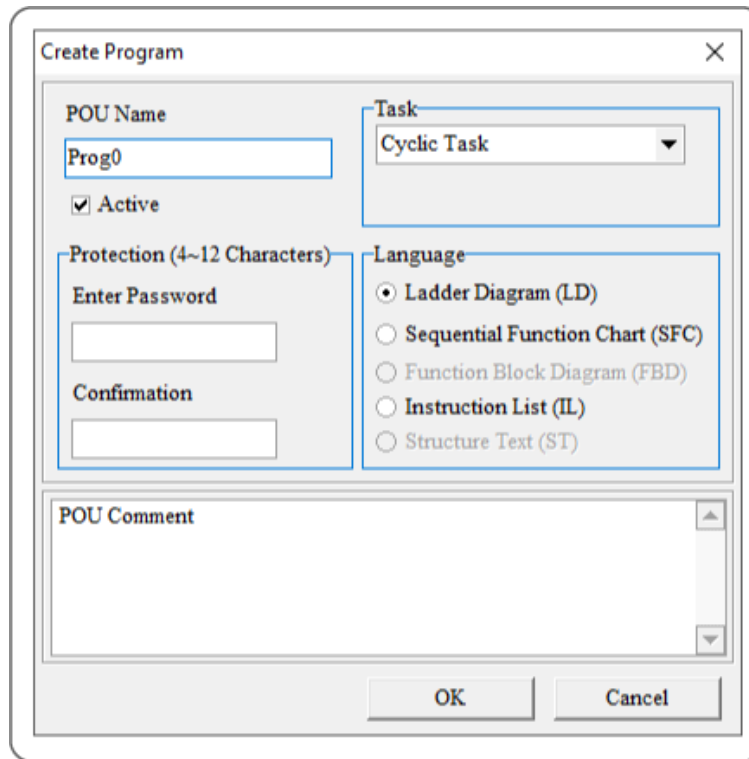 Create Program
POU Name
Prog0
Active
Task
Cyclic Task
Protection (4~12 Characters)
Enter Password
Confirmation
Language
Ladder Diagram (LD)
Sequential Function Chart (SFC)
Function Block Diagram (FBD)
Instruction List (IL)
Structure Text (ST)
POU Comment
OK
Cancel